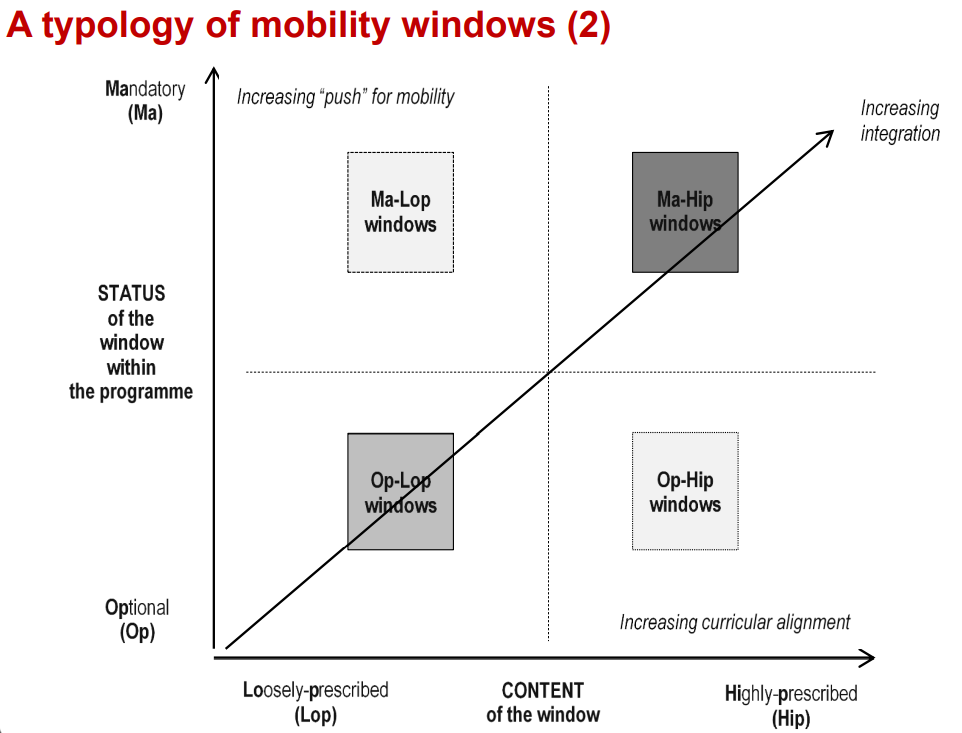 A typology of mobility windows (2)
Mandatory
(Ma)
Increasing “push” for mobility
Increasing
integration
Ma-Lop
windows
Ma-Hip
windows
STATUS
of the
window
within
the programme
Op-Lop
windows
Op-Hip
windows
Optional
(Op)
Increasing curricular alignment
Loosely-prescribed
(Lop)
CONTENT
of the window
Highly-prescribed
(Hip)